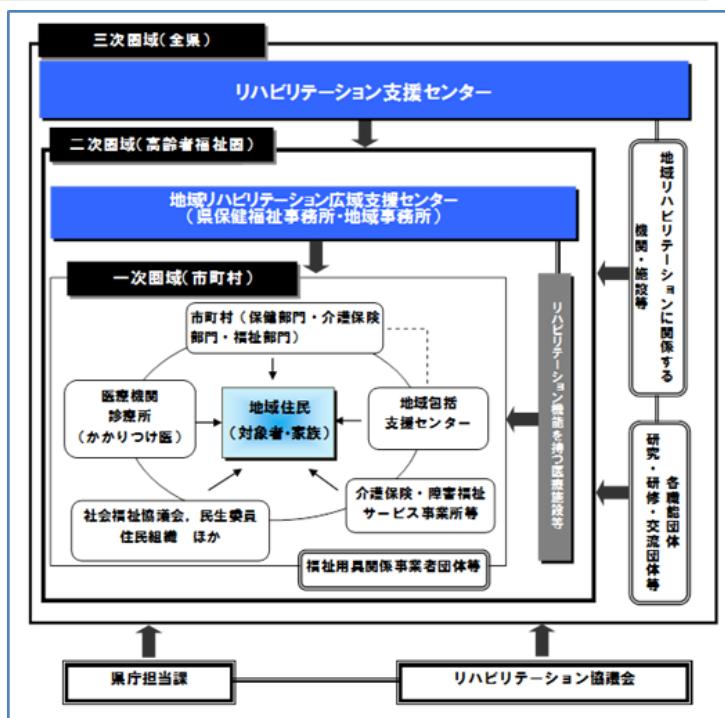 三次圏域(全県)
リハビリテーション支援センター
二次圏域(高齢者福祉圏)
地域リハビリテーション広域支援センター
(県保健福祉事務所・地域事務所)
一次圏域(市町村)
市町村(保健部門・介護保険
部門・福祉部門)
医療機関
診療所
(かかりつけ医)
地域住民
(対象者・家族)
地域包括
支援センター
社会福祉協議会,民生委員
住民組織 ほか
介護保険・障害福祉
サービス事業所等
福祉用具関係事業者団体等
リハビリテーション機能を持つ医療施設等
地域リハビリテーションに関係する
機関・施設等
各職能団体
研究・研修・交流団体等
県庁担当課
リハビリテーション協議会